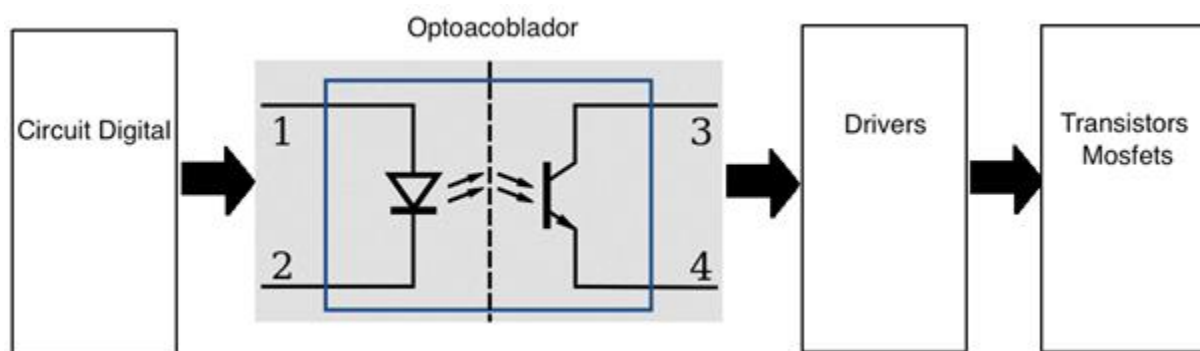 Optoacoblador
Circuit Digital
1
2
3
4
Drivers
Transistors
Mosfets